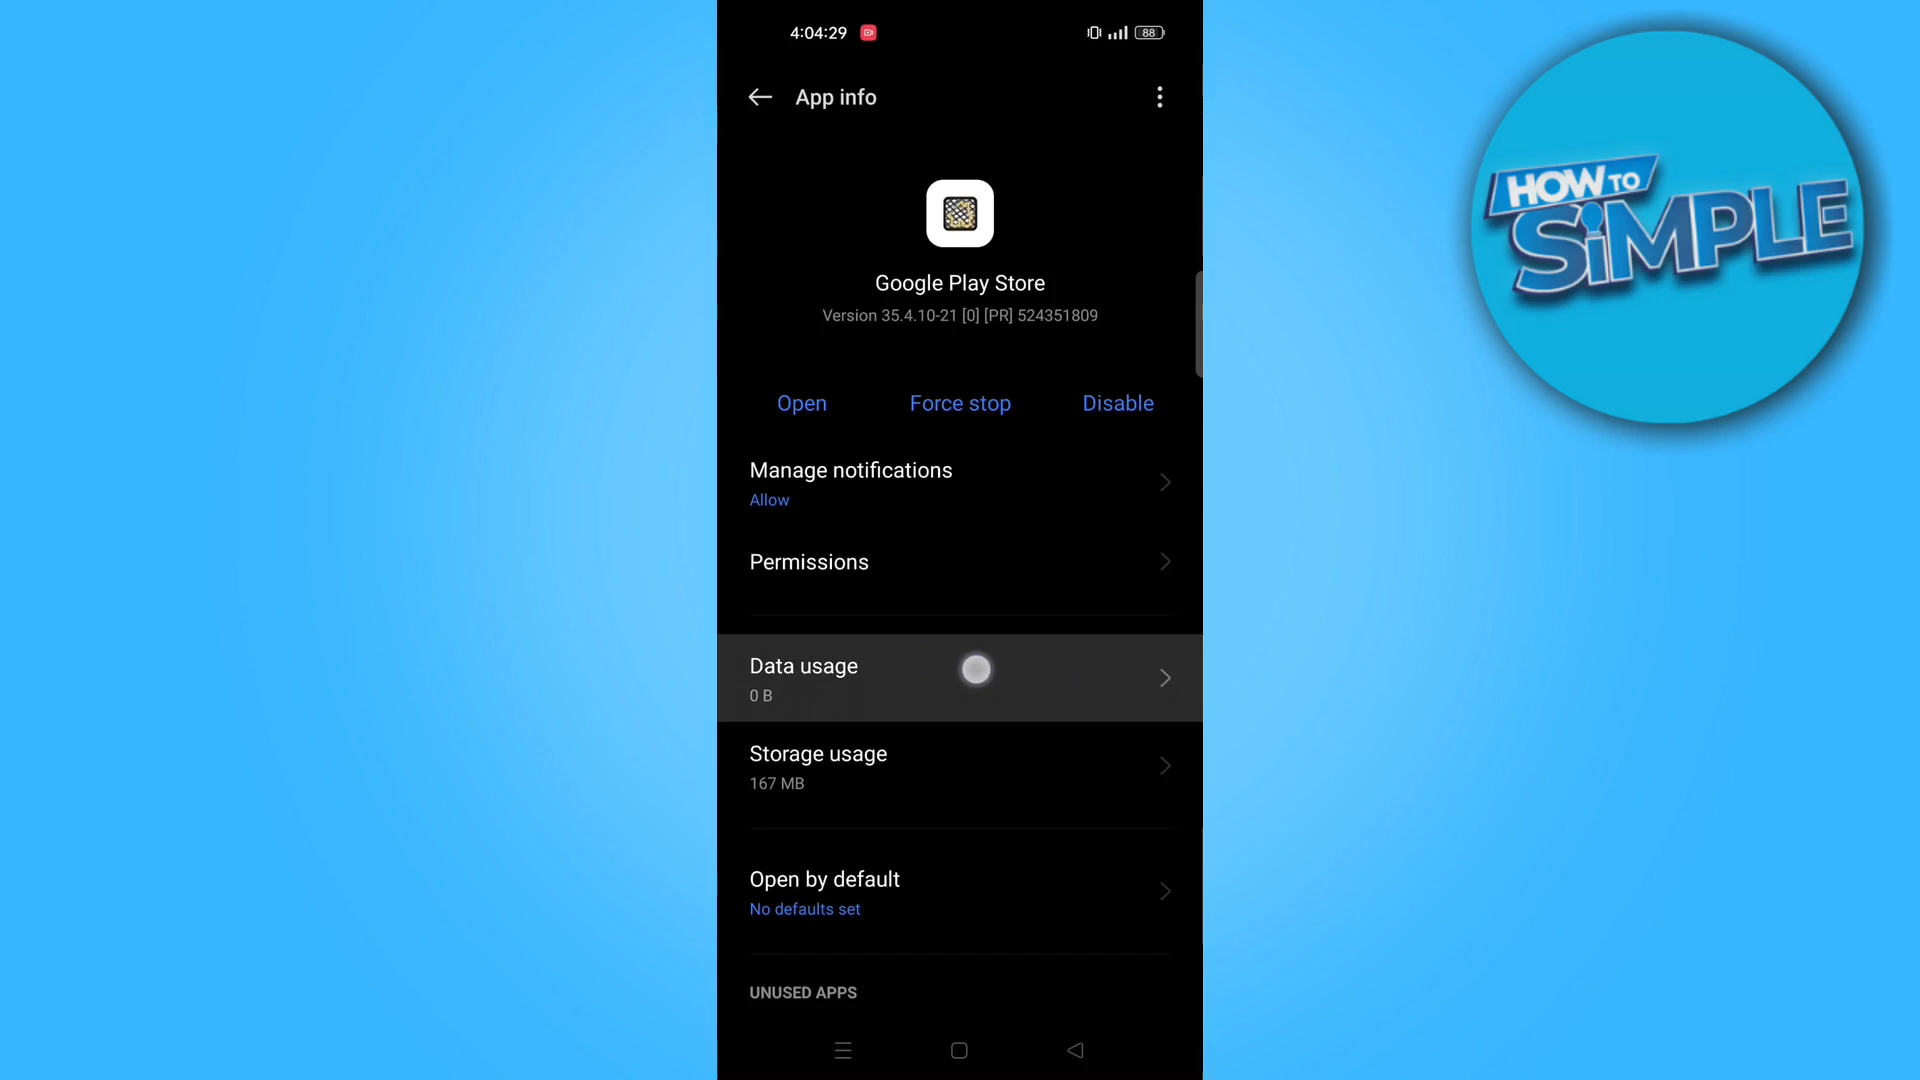 4:04:29
88
App info
HOW TO
SiMPLE
Google Play Store
Version 35.4.10-21 [0] [PR] 524351809
Open Force stop Disable
Manage notifications
Allow
Permissions
Data usage
0 B
Storage usage
167 MB
Open by default
No defaults set
UNUSED APPS